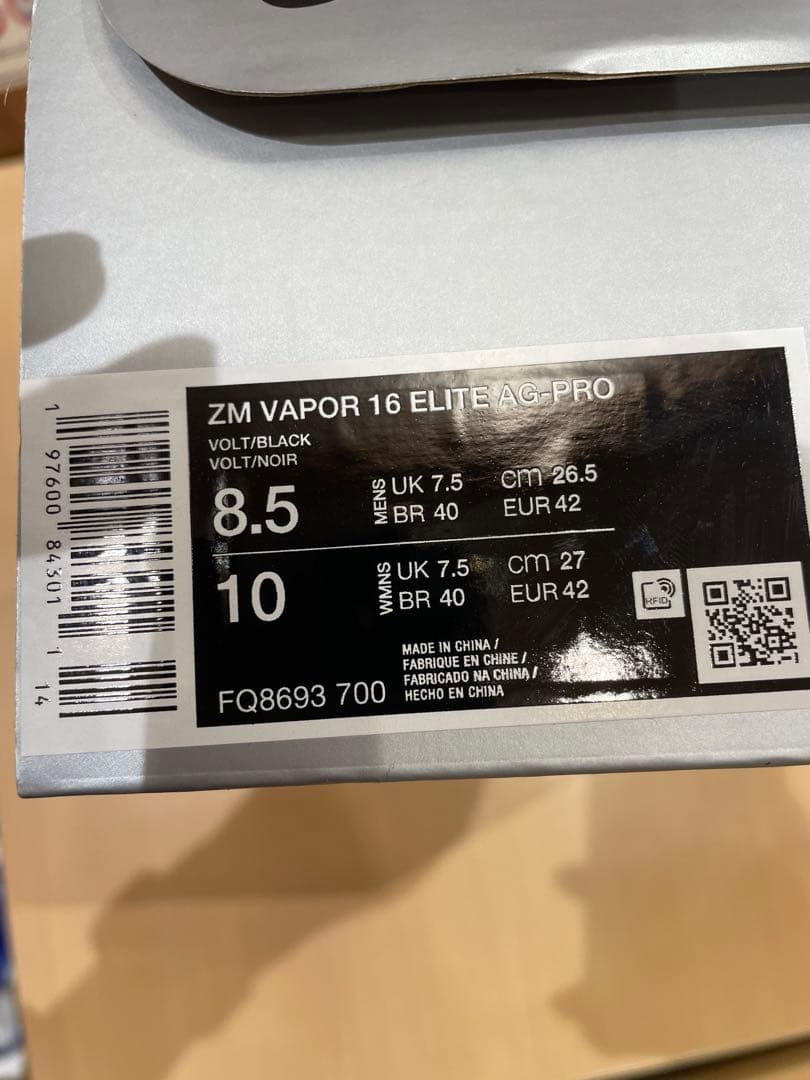 ZM VAPOR 16 ELITE AG-PRO
VOLT/BLACK
VOLT/NOIR
8.5
MENS
UK 7.5 cm 26.5
BR 40 EUR 42
10
WMNS
UK 7.5 cm 27
BR 40 EUR 42
RFID
MADE IN CHINA /
FABRIQUE EN CHINE /
FABRICADO NA CHINA /
HECHO EN CHINA
FQ8693 700
1 97600 84301 1 14